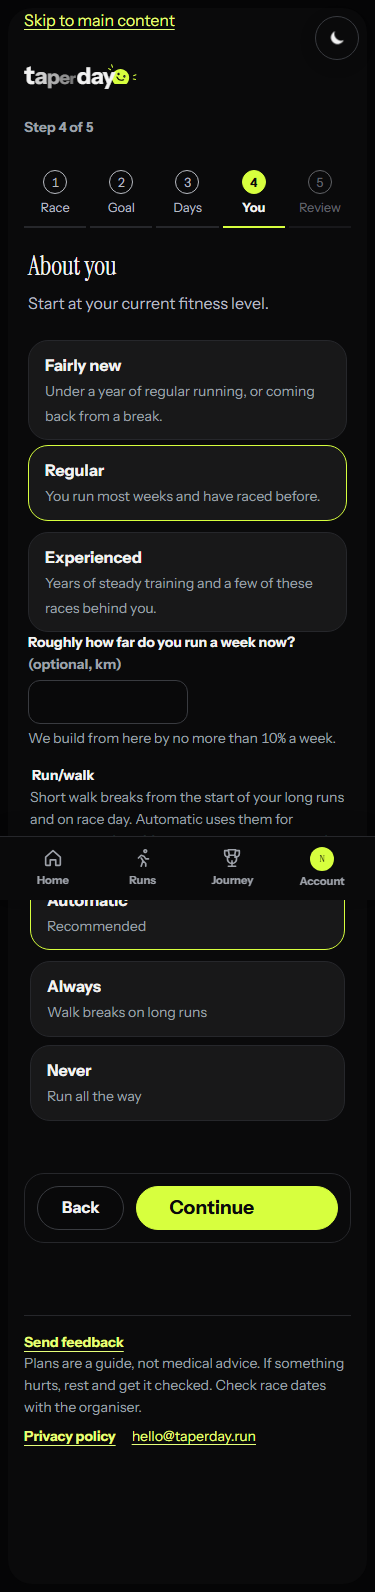 Skip to main content
taperday
Step 4 of 5
1 2 3 4 5
Race Goal Days You Review
About you
Start at your current fitness level.
Fairly new
Under a year of regular running, or coming
back from a break.
Regular
You run most weeks and have raced before.
Experienced
Years of steady training and a few of these
races behind you.
Roughly how far do you run a week now?
(optional, km)
We build from here by no more than 10% a week.
Run/walk
Short walk breaks from the start of your long runs
and on race day. Automatic uses them for
N
Home Runs Journey Account
Automatic
Recommended
Always
Walk breaks on long runs
Never
Run all the way
Back Continue
Send feedback
Plans are a guide, not medical advice. If something
hurts, rest and get it checked. Check race dates
with the organiser.
Privacy policy hello@taperday.run